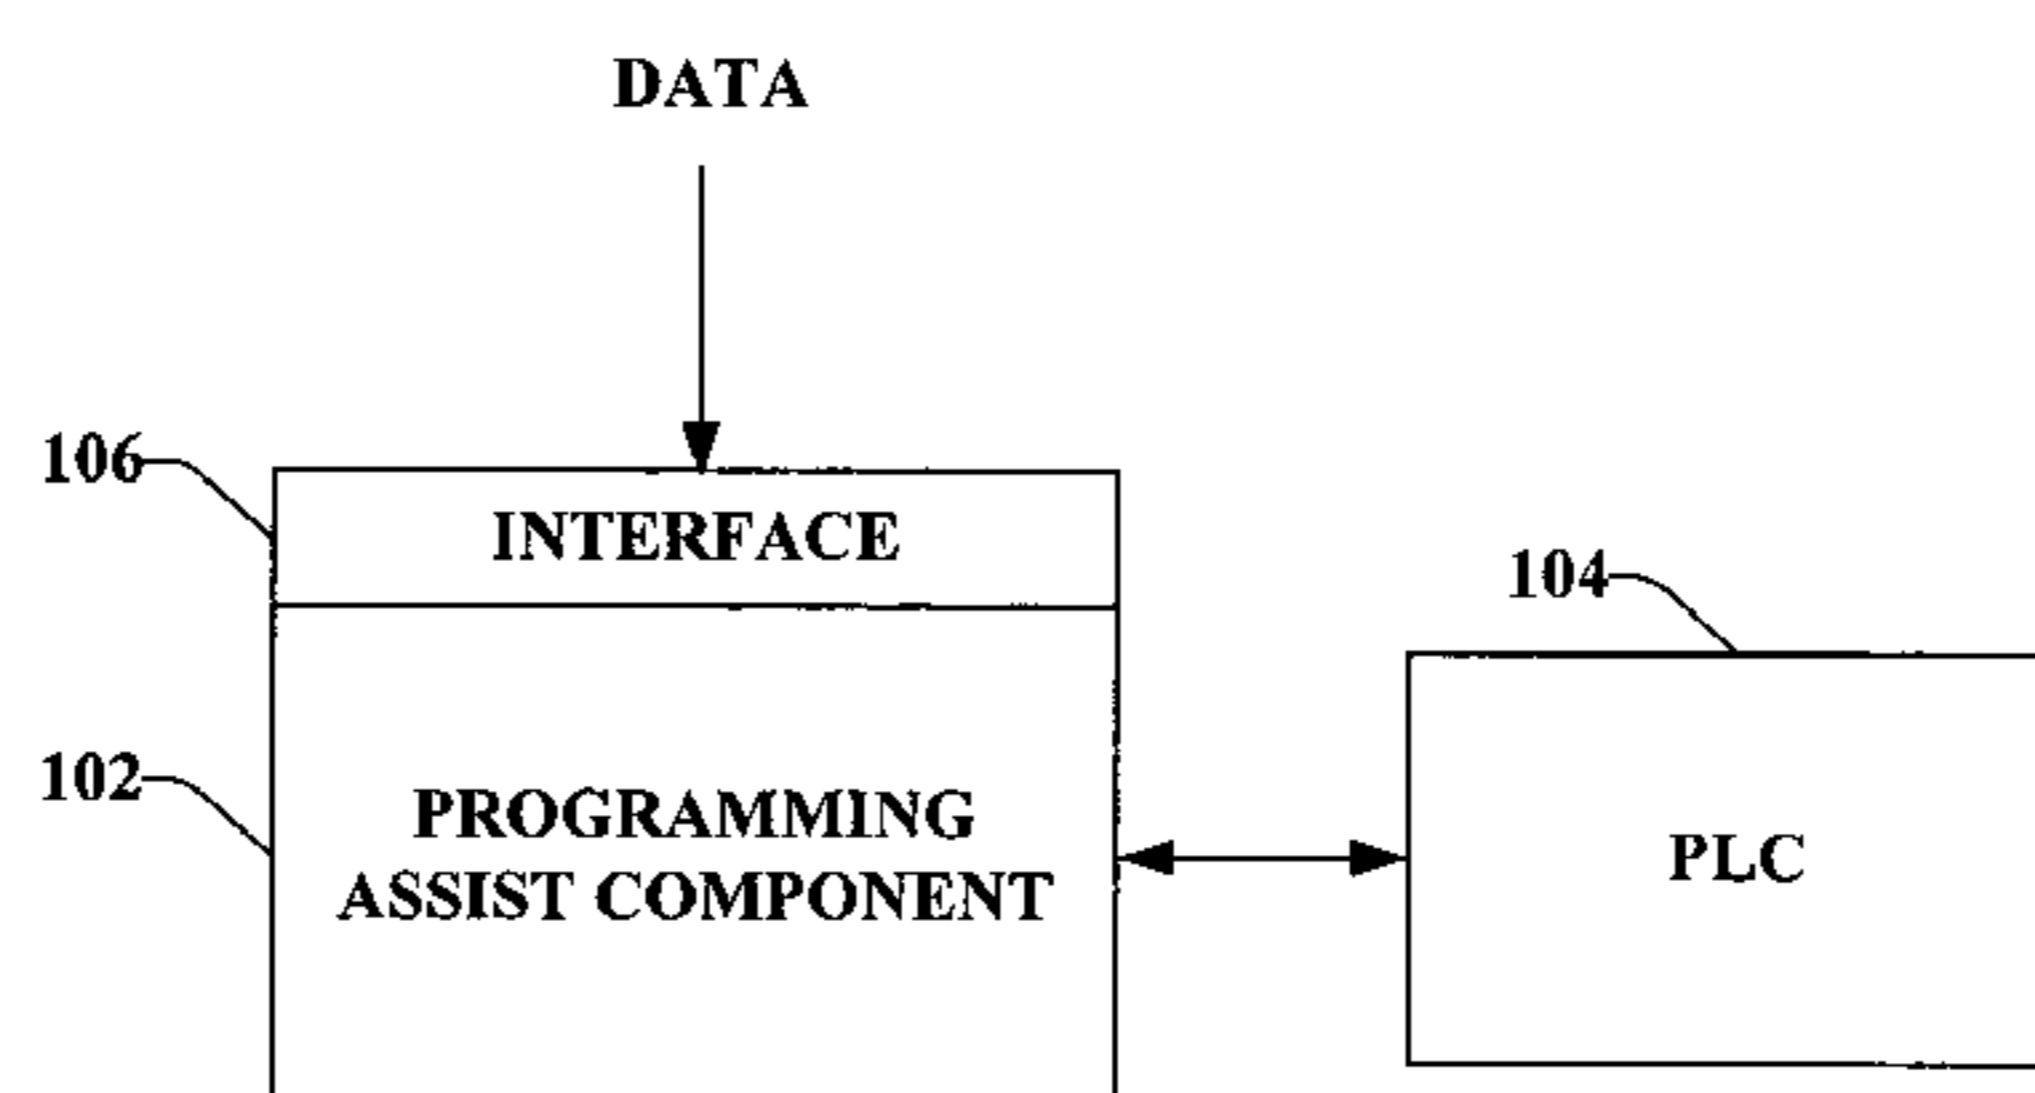 DATA
106
INTERFACE
104
102
PROGRAMMING
ASSIST COMPONENT
PLC